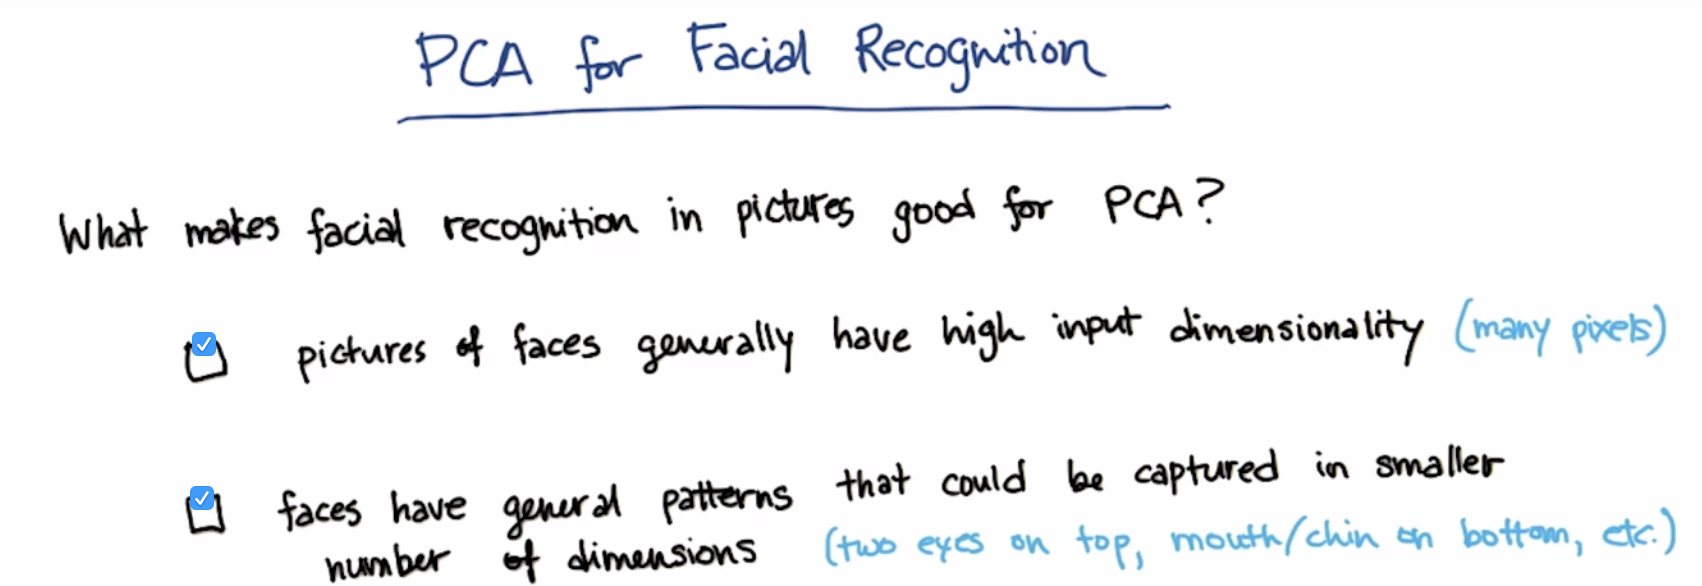 PCA for Facial Recognition
What makes facial recognition in pictures good for PCA?
pictures of faces generally have high input dimensionality (many pixels)
faces have general patterns that could be captured in smaller
number of dimensions (two eyes on top, mouth/chin on bottom, etc.)